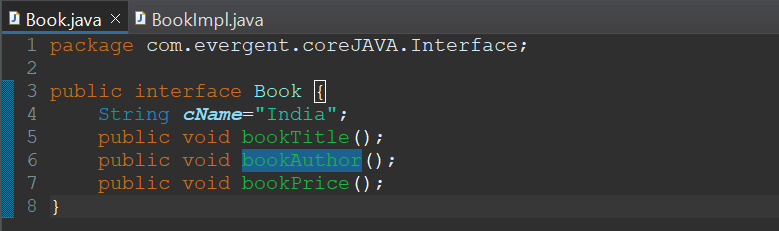 Book.java × BookImpl.java
1 package com.evergent.coreJAVA.Interface;
2
3 public interface Book {
4 String cName="India";
5 public void bookTitle();
6 public void bookAuthor();
7 public void bookPrice();
8 }